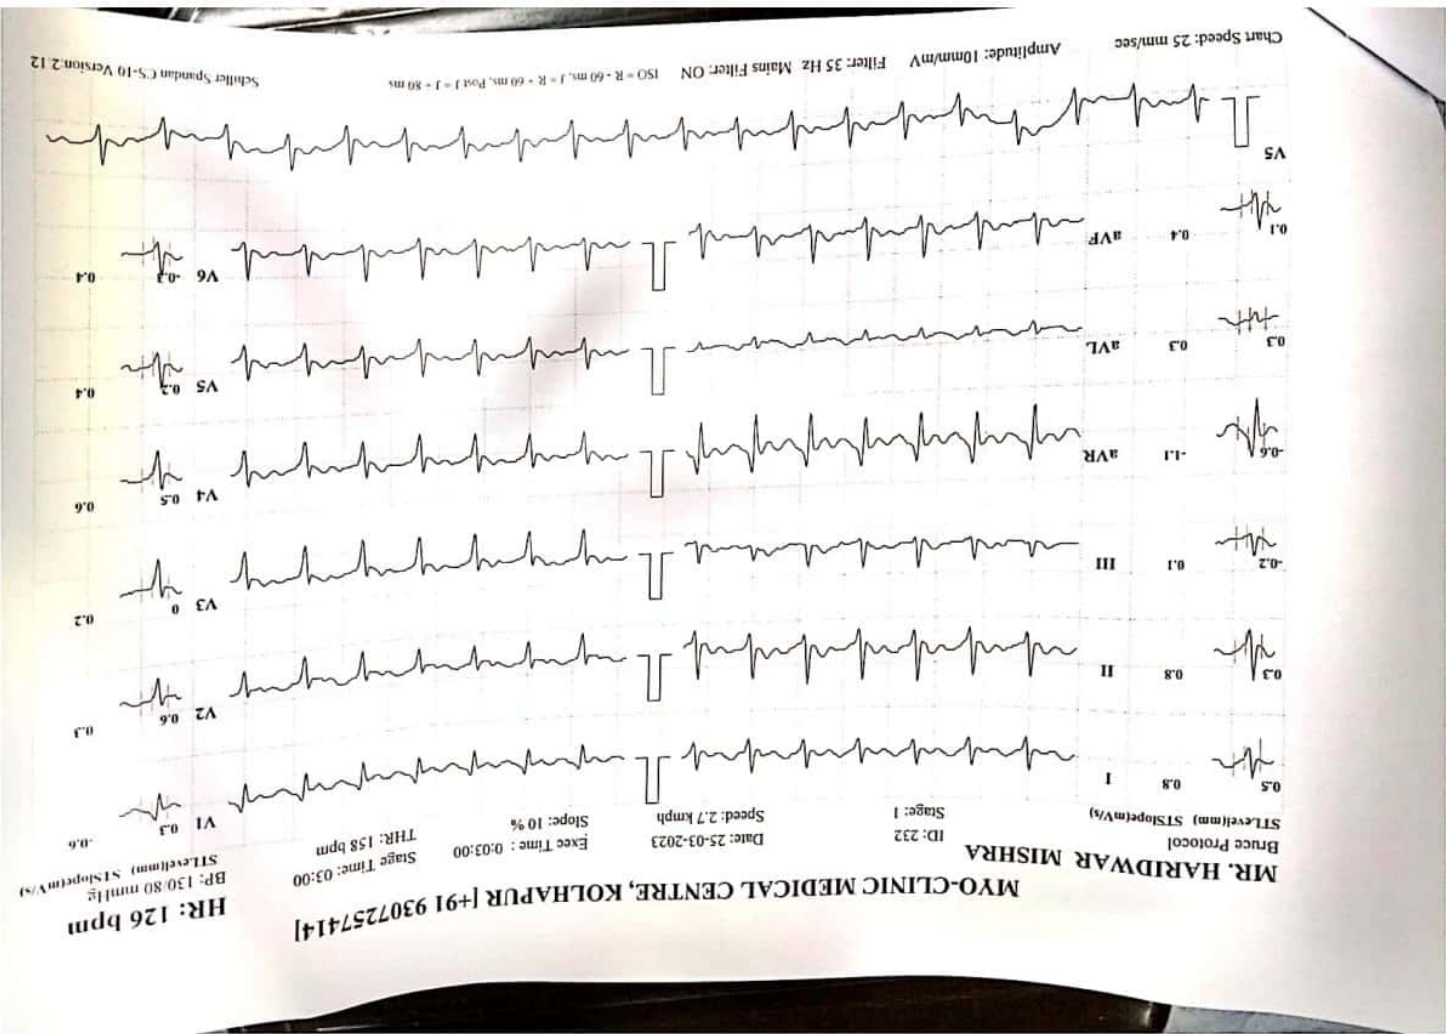 MYO-CLINIC MEDICAL CENTRE, KOLHAPUR [+91 9307257414]
MR. HARIDWAR MISHRA
Bruce Protocol
STLevel(mm) STSlope(mV/s)
ID: 232
Stage: 1
Date: 25-03-2023
Speed: 2.7 kmph
Exec Time : 0:03:00
Slope: 10 %
Stage Time: 03:00
THR: 158 bpm
HR: 126 bpm
BP: 130/80 mmHg
STLevel(mm) STSlope(mV/s)
0.5 0.8 I V1 0.3 -0.6
0.3 0.8 II V2 0.6 0.3
-0.2 0.1 III V3 0 0.2
-0.6 -1.1 aVR V4 0.5 0.6
0.3 0.3 aVL V5 0.2 0.4
0.1 0.4 aVF V6 0.4
V5
Chart Speed: 25 mm/sec Amplitude: 10mm/mV Filter: 35 Hz Mains Filter: ON ISO = R - 60 ms, J = R + 60 ms, Post J = J + 80 ms Schiller Spandan CS-10 Version:2.12